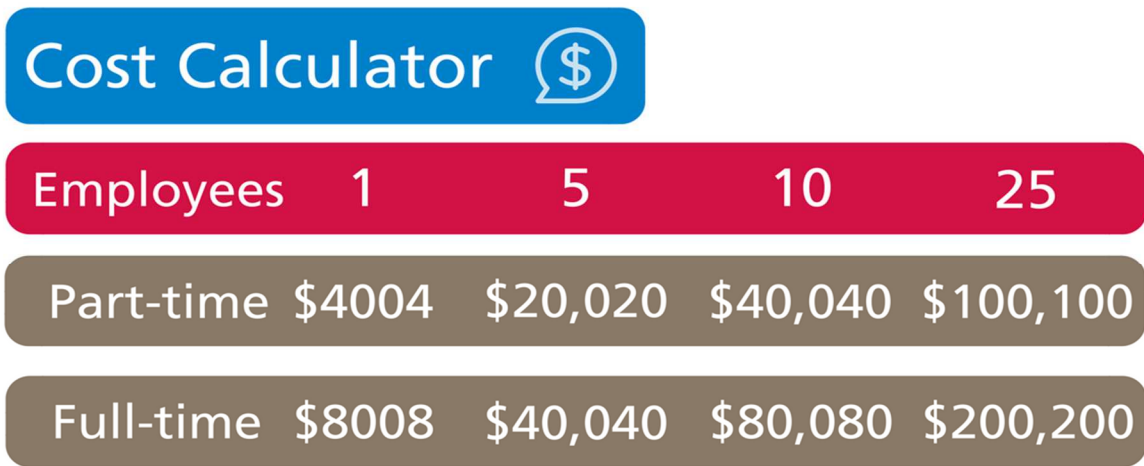 Cost Calculator $
Employees 1 5 10 25
Part-time $4004 $20,020 $40,040 $100,100
Full-time $8008 $40,040 $80,080 $200,200